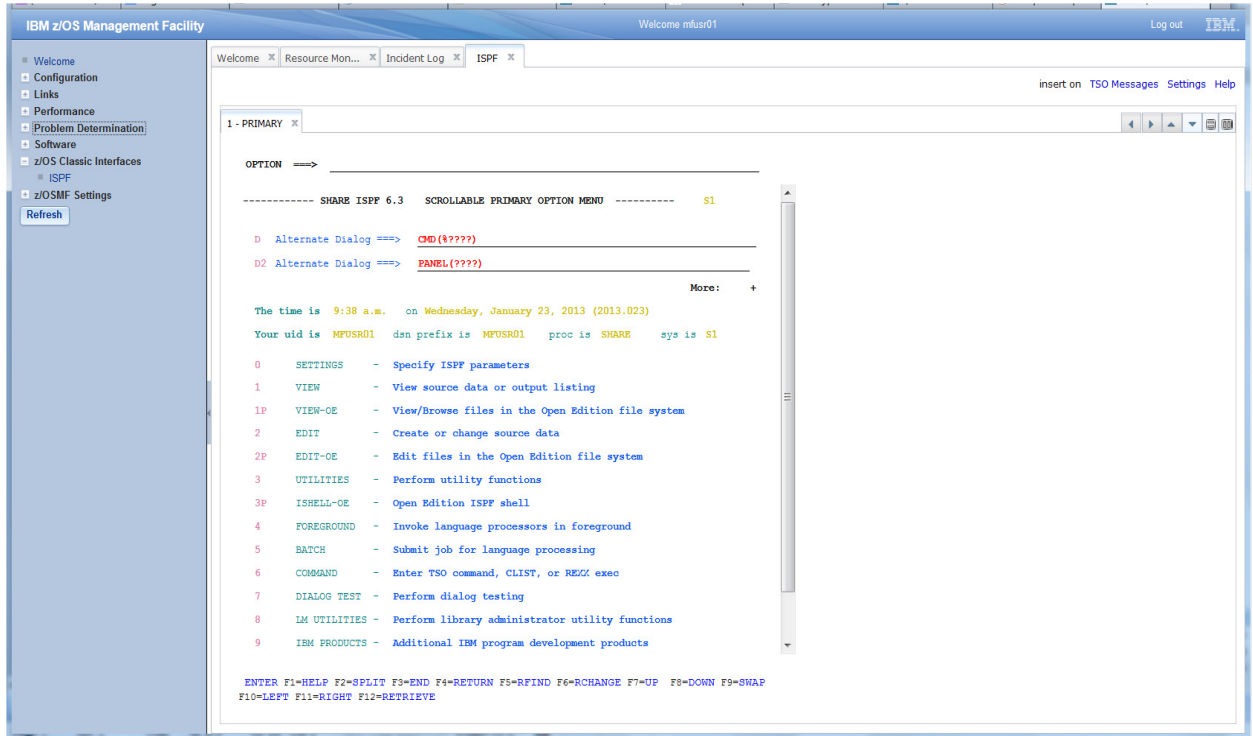 IBM z/OS Management Facility
Welcome mfusr01
Log out
IBM.
Welcome
Configuration
Links
Performance
Problem Determination
Software
z/OS Classic Interfaces
ISPF
z/OSMF Settings
Refresh
Welcome Resource Mon... Incident Log ISPF
insert on TSO Messages Settings Help
1 - PRIMARY
OPTION ===>
------------ SHARE ISPF 6.3 SCROLLABLE PRIMARY OPTION MENU ---------- S1
D Alternate Dialog ===> CMD(%????)
D2 Alternate Dialog ===> PANEL(????)
More: +
The time is 9:38 a.m. on Wednesday, January 23, 2013 (2013.023)
Your uid is MFUSR01 dsn prefix is MFUSR01 proc is SHARE sys is S1
0 SETTINGS - Specify ISPF parameters
1 VIEW - View source data or output listing
1P VIEW-OE - View/Browse files in the Open Edition file system
2 EDIT - Create or change source data
2P EDIT-OE - Edit files in the Open Edition file system
3 UTILITIES - Perform utility functions
3P ISHELL-OE - Open Edition ISPF shell
4 FOREGROUND - Invoke language processors in foreground
5 BATCH - Submit job for language processing
6 COMMAND - Enter TSO command, CLIST, or REXX exec
7 DIALOG TEST - Perform dialog testing
8 LM UTILITIES - Perform library administrator utility functions
9 IBM PRODUCTS - Additional IBM program development products
ENTER F1=HELP F2=SPLIT F3=END F4=RETURN F5=RFIND F6=RCHANGE F7=UP F8=DOWN F9=SWAP
F10=LEFT F11=RIGHT F12=RETRIEVE